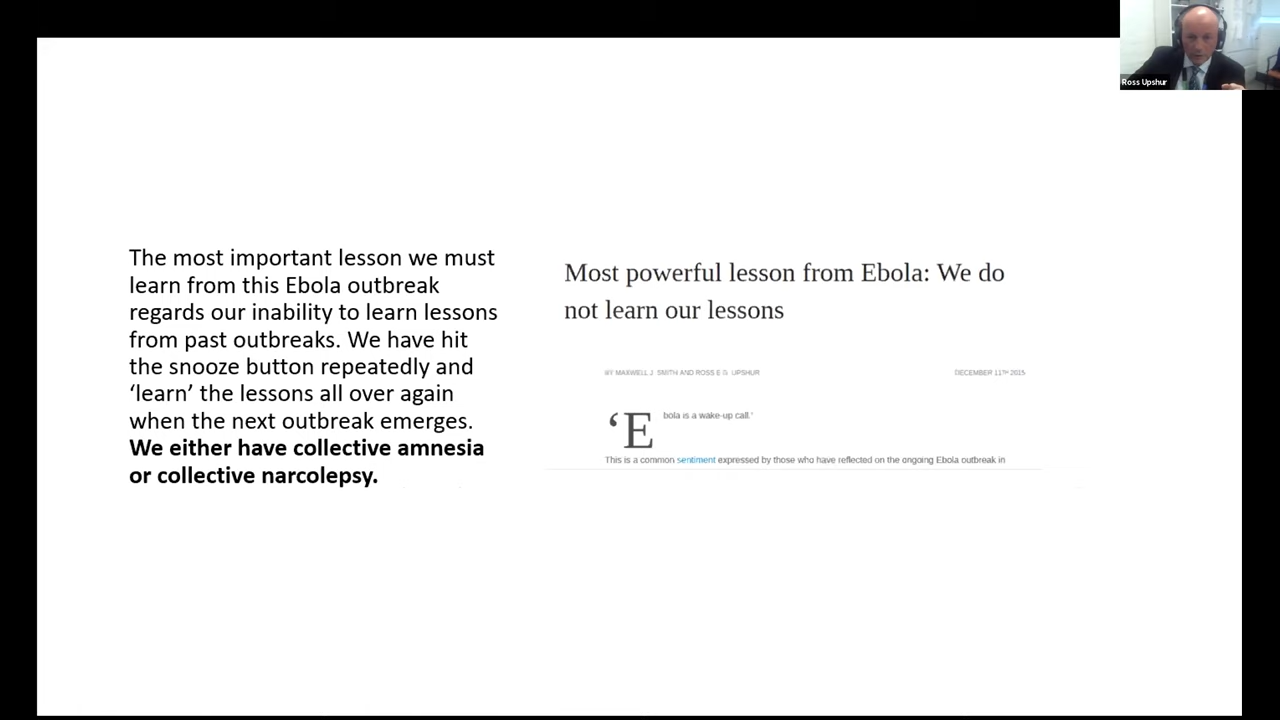 Ross Upshur
The most important lesson we must
learn from this Ebola outbreak
regards our inability to learn lessons
from past outbreaks. We have hit
the snooze button repeatedly and
‘learn’ the lessons all over again
when the next outbreak emerges.
We either have collective amnesia
or collective narcolepsy.
Most powerful lesson from Ebola: We do
not learn our lessons
BY MAXWELL J. SMITH AND ROSS E.G. UPSHUR
DECEMBER 11TH 2015
‘Ebola is a wake-up call.’
This is a common sentiment expressed by those who have reflected on the ongoing Ebola outbreak in